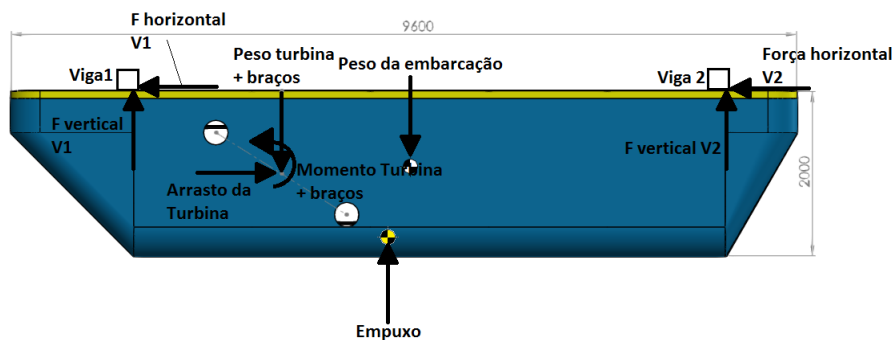 F horizontal
V1
9600
Peso turbina
+ braços
Peso da embarcação
Força horizontal
V2
Viga1
Viga 2
F vertical
V1
F vertical V2
Momento Turbina
+ braços
Arrasto da
Turbina
2000
Empuxo